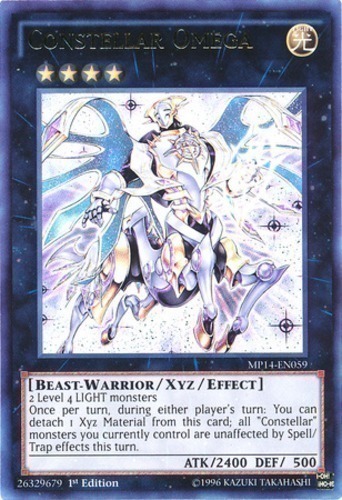 Constellar Omega
MP14-EN059
[Beast-Warrior/Xyz/Effect]
2 Level 4 LIGHT monsters
Once per turn, during either player's turn: You can
detach 1 Xyz Material from this card; all "Constellar"
monsters you currently control are unaffected by Spell/
Trap effects this turn.
ATK/2400 DEF/ 500
26329679 1st Edition ©1996 KAZUKI TAKAHASHI